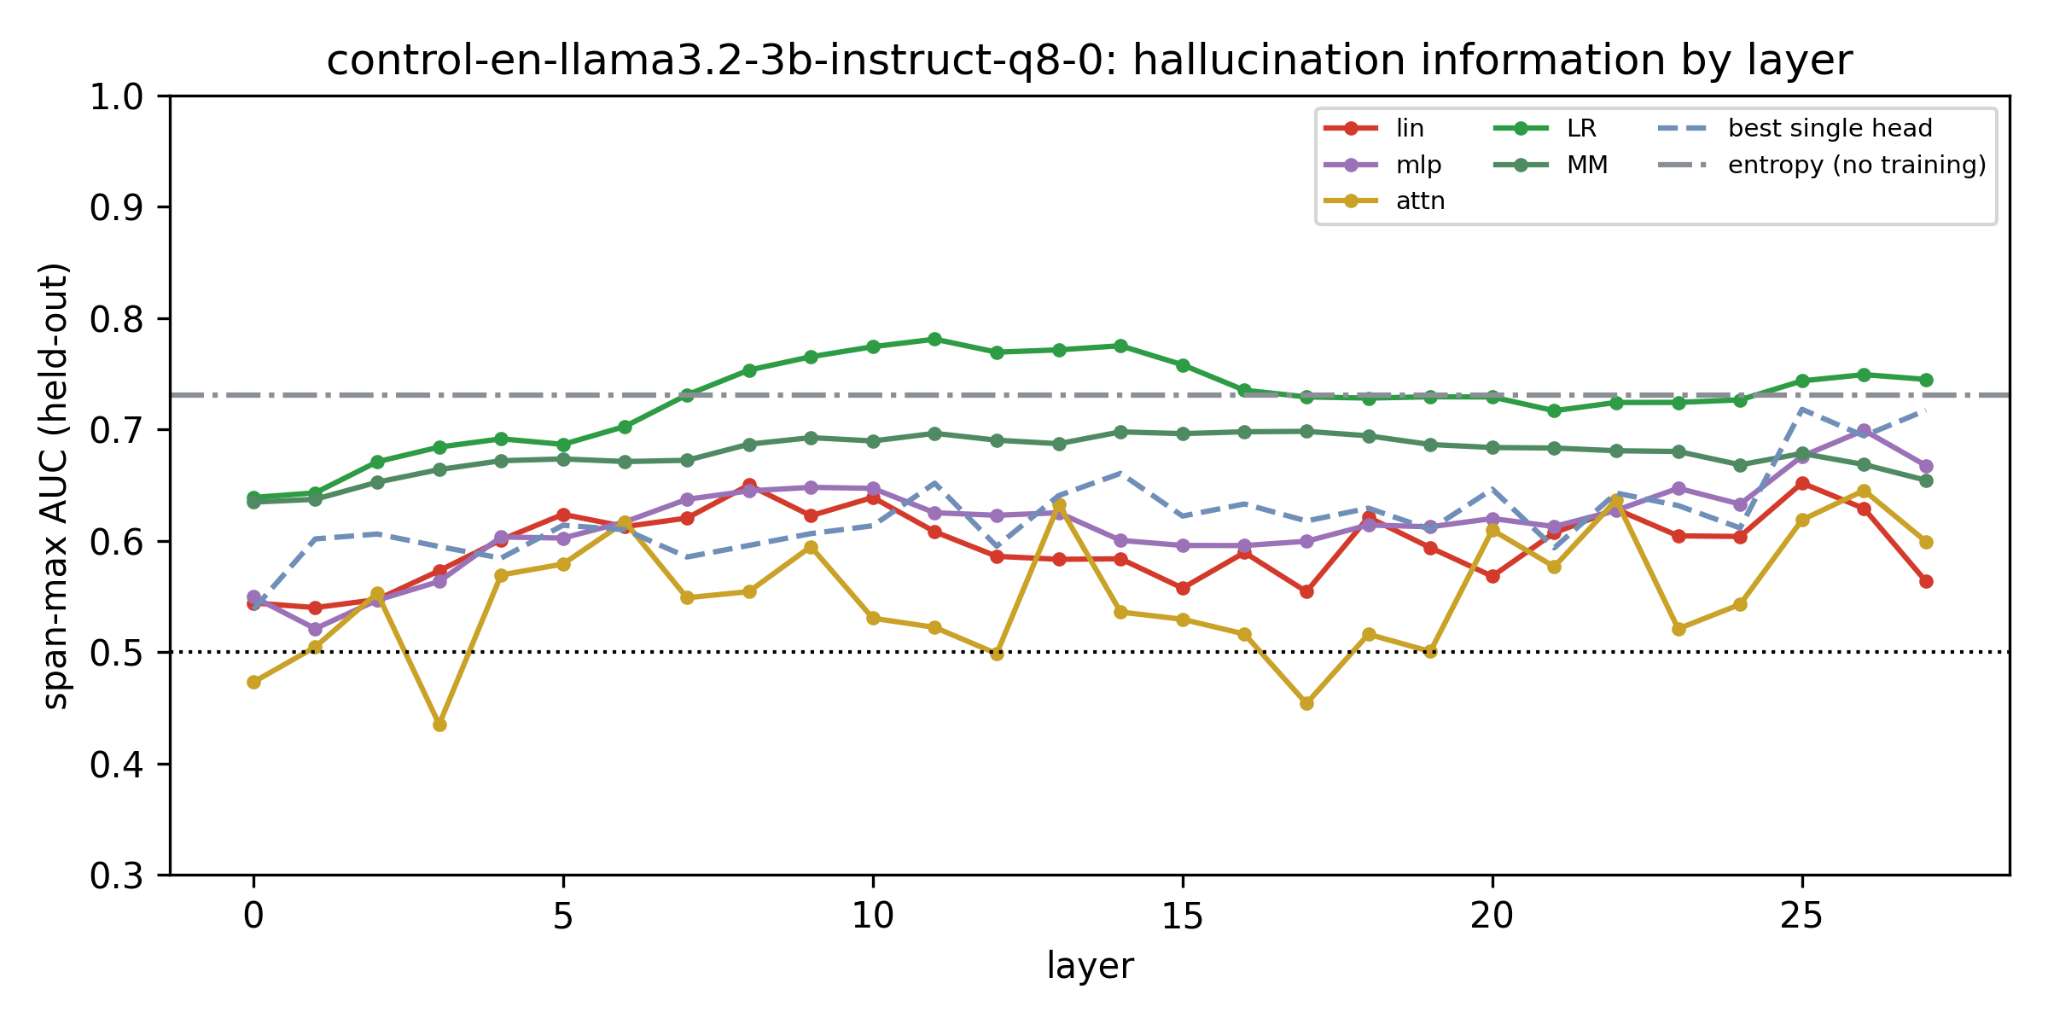 control-en-llama3.2-3b-instruct-q8-0: hallucination information by layer
span-max AUC (held-out)
1.0
0.9
0.8
0.7
0.6
0.5
0.4
0.3
lin
mlp
attn
LR
MM
best single head
entropy (no training)
0 5 10 15 20 25
layer